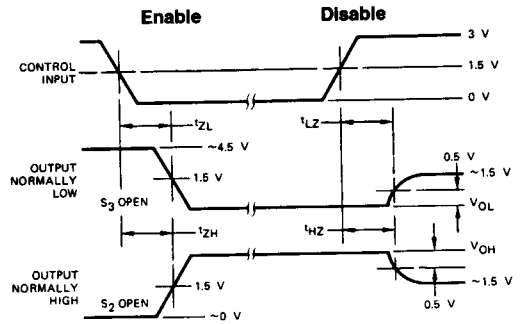 Enable
Disable
CONTROL
INPUT
3 V
1.5 V
0 V
tZL
tLZ
~4.5 V
OUTPUT
NORMALLY
LOW
1.5 V
S3 OPEN
0.5 V
~1.5 V
VOL
tZH
tHZ
OUTPUT
NORMALLY
HIGH
S2 OPEN
1.5 V
~0 V
VOH
~1.5 V
0.5 V